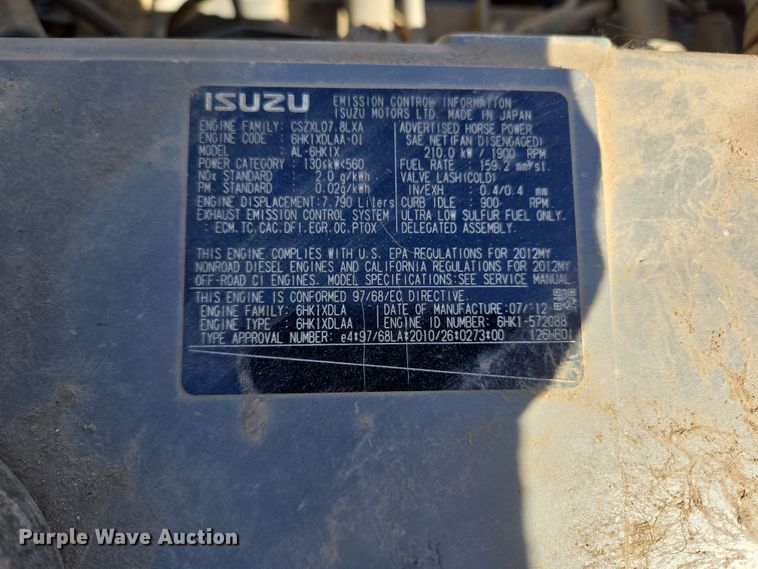 ISUZU EMISSION CONTROL INFORMATION:
ISUZU MOTORS LTD. MADE IN JAPAN
ENGINE FAMILY: CSZXL07.8LXA
ENGINE CODE : 6HK1XDLAA-01
MODEL : AL-6HK1X
POWER CATEGORY : 130≤kW<560
NOx STANDARD : 2.0 g/kWh
PM. STANDARD : 0.02g/kWh
ENGINE DISPLACEMENT:7.790 Liters
EXHAUST EMISSION CONTROL SYSTEM
: ECM.TC.CAC.DFI.EGR.OC.PTOX
ADVERTISED HORSE POWER
SAE.NET(FAN DISENGAGED)
: 210.0 kW / 1900 RPM
FUEL RATE : 159.2 mm³/st.
VALVE LASH(COLD)
IN/EXH : 0.4/0.4 mm
CURB IDLE : 900 RPM.
ULTRA LOW SULFUR FUEL ONLY.
DELEGATED ASSEMBLY.
THIS ENGINE COMPLIES WITH U.S. EPA REGULATIONS FOR 2012MY
NONROAD DIESEL ENGINES AND CALIFORNIA REGULATIONS FOR 2012MY
OFF-ROAD CI ENGINES. MODEL SPECIFICATIONS:SEE SERVICE MANUAL.
THIS ENGINE IS CONFORMED 97/68/EC DIRECTIVE.
ENGINE FAMILY : 6HK1XDLA DATE OF MANUFACTURE:07/'12
ENGINE TYPE : 6HK1XDLAA ENGINE NUMBER : 6HK1-572088
TYPE APPROVAL NUMBER: e4*97/68LA*2010/26*0273*00 126H60L
Purple Wave Auction